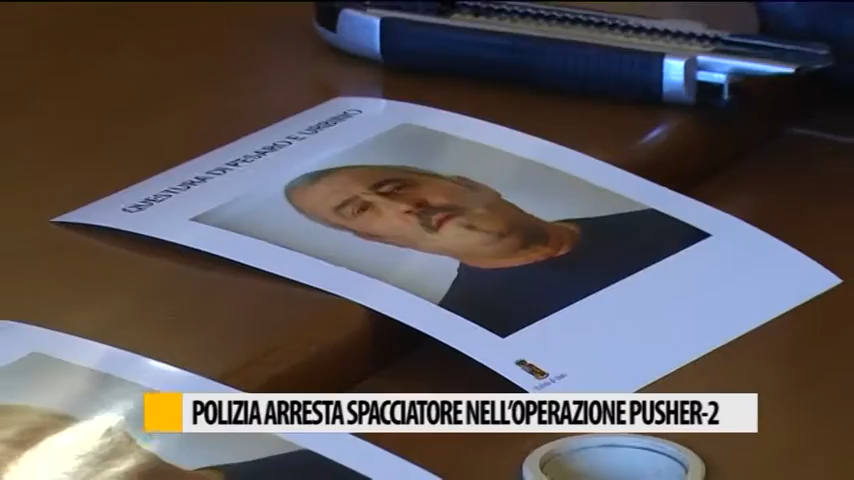 QUESTURA DI PESARO E URBINO
POLIZIA ARRESTA SPACCIATORE NELL'OPERAZIONE PUSHER-2